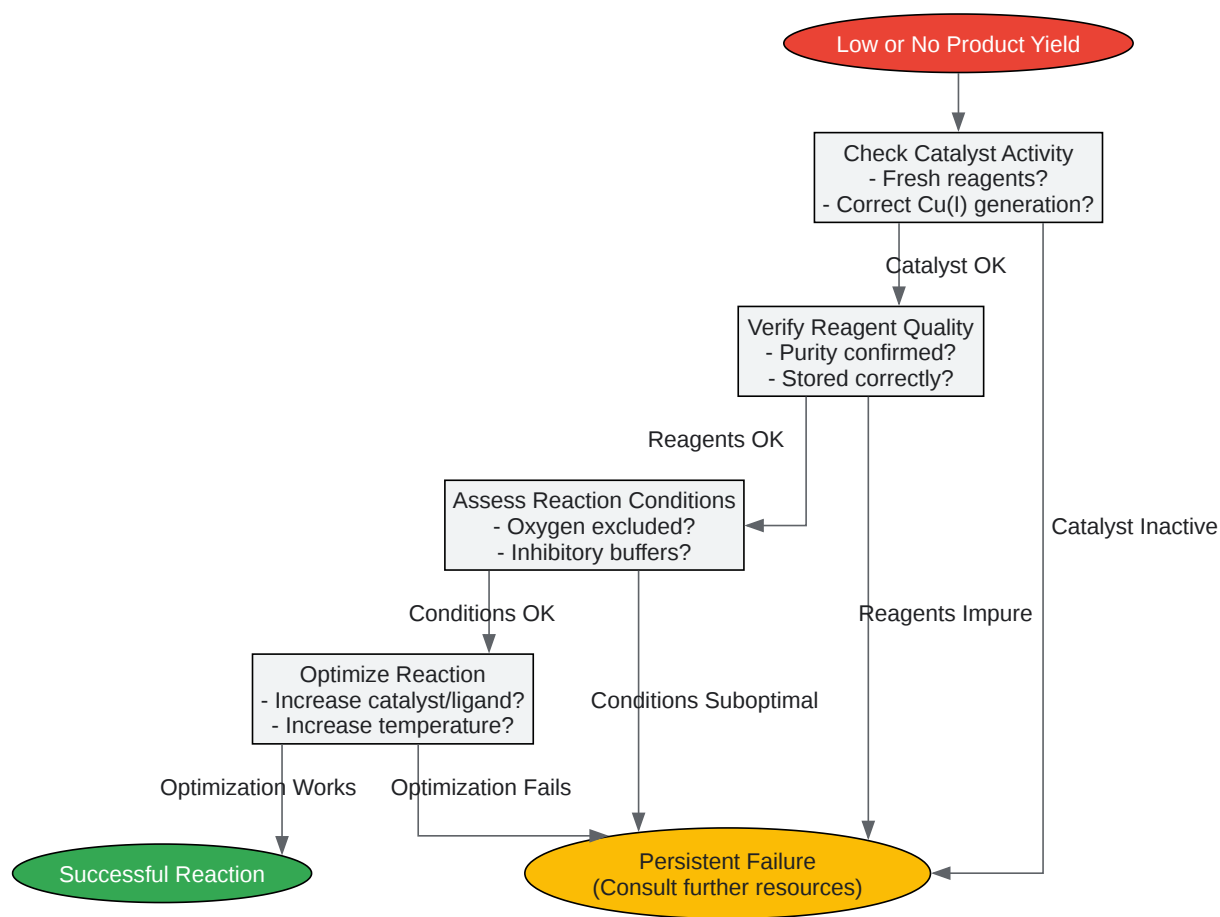 Low or No Product Yield
Check Catalyst Activity
- Fresh reagents?
- Correct Cu(I) generation?
Catalyst OK
Verify Reagent Quality
- Purity confirmed?
- Stored correctly?
Reagents OK
Assess Reaction Conditions
- Oxygen excluded?
- Inhibitory buffers?
Catalyst Inactive
Conditions OK
Reagents Impure
Optimize Reaction
- Increase catalyst/ligand?
- Increase temperature?
Conditions Suboptimal
Optimization Works
Optimization Fails
Successful Reaction
Persistent Failure
(Consult further resources)